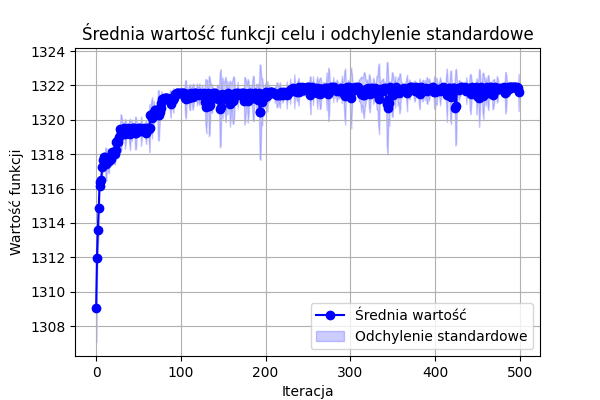 Średnia wartość funkcji celu i odchylenie standardowe
1324
1322
1320
1318
1316
1314
1312
1310
1308
Wartość funkcji
Średnia wartość
Odchylenie standardowe
0 100 200 300 400 500
Iteracja